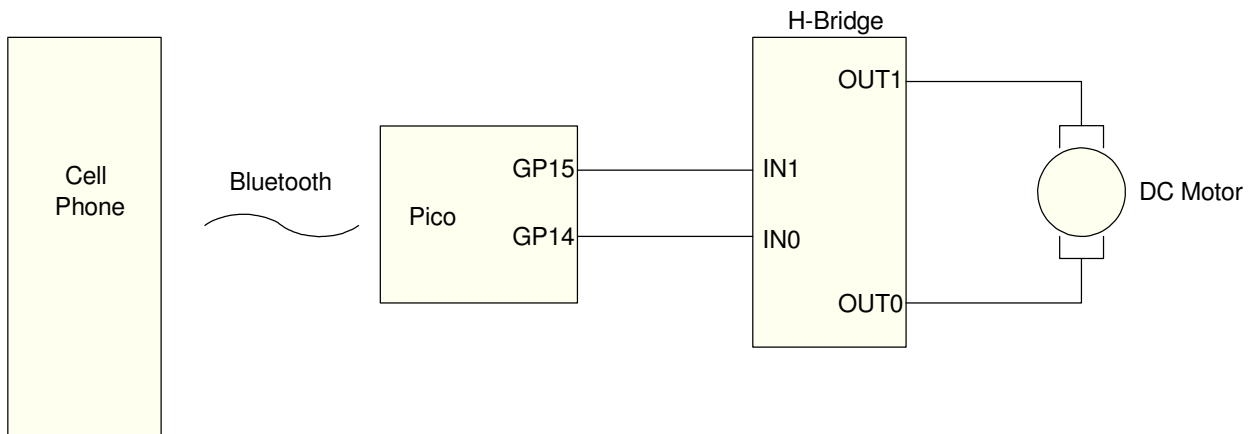 H-Bridge
OUT1
Cell
Phone
Bluetooth
Pico
GP15
GP14
IN1
IN0
DC Motor
OUT0